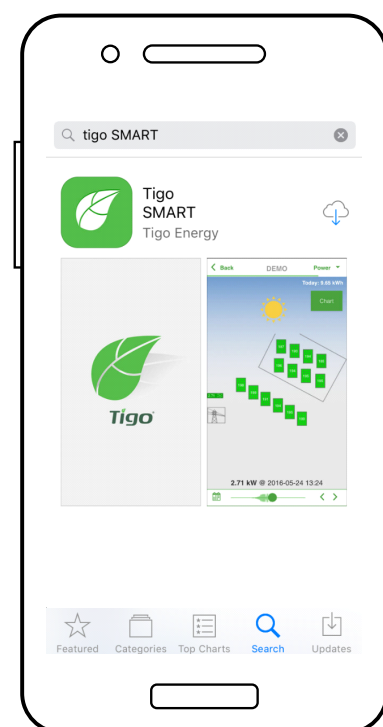 tigo SMART
Tigo
SMART
Tigo Energy
Tigo
Back DEMO Power
Today: 9.05 kWh
Chart
2.71 kW @ 2016-05-24 13:24
Featured Categories Top Charts Search Updates